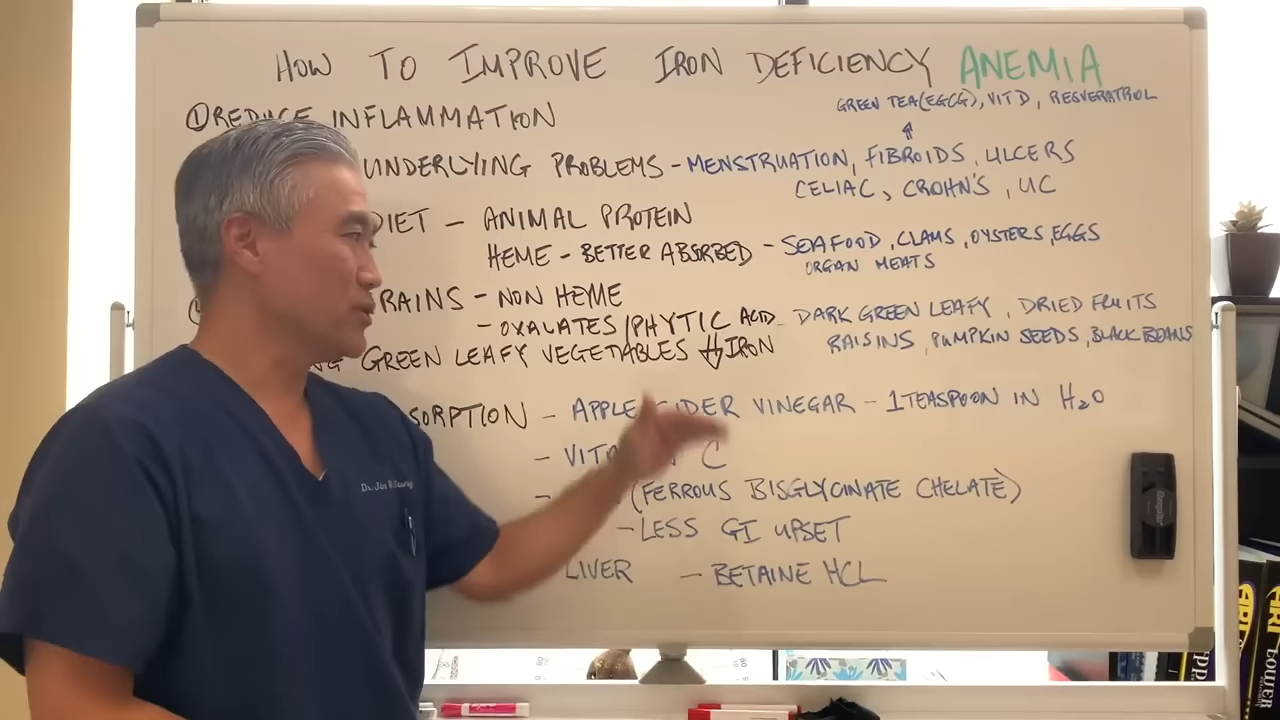 HOW TO IMPROVE IRON DEFICIENCY ANEMIA
GREEN TEA(EGCG), VIT D, RESVERATROL
① REDUCE INFLAMMATION
UNDERLYING PROBLEMS - MENSTRUATION, FIBROIDS, ULCERS
CELIAC, CROHN'S, UC
DIET - ANIMAL PROTEIN
HEME - BETTER ABSORBED - SEAFOOD, CLAMS, OYSTERS, EGGS
ORGAN MEATS
RAINS - NON HEME
- OXALATES/PHYTIC ACID - DARK GREEN LEAFY, DRIED FRUITS
RAISINS, PUMPKIN SEEDS, BLACK BEANS
NG GREEN LEAFY VEGETABLES ↓ IRON
SORPTION - APPLE CIDER VINEGAR - 1 TEASPOON IN H₂O
- VIT C
- (FERROUS BISGLYCINATE CHELATE)
- LESS GI UPSET
LIVER - BETAINE HCL